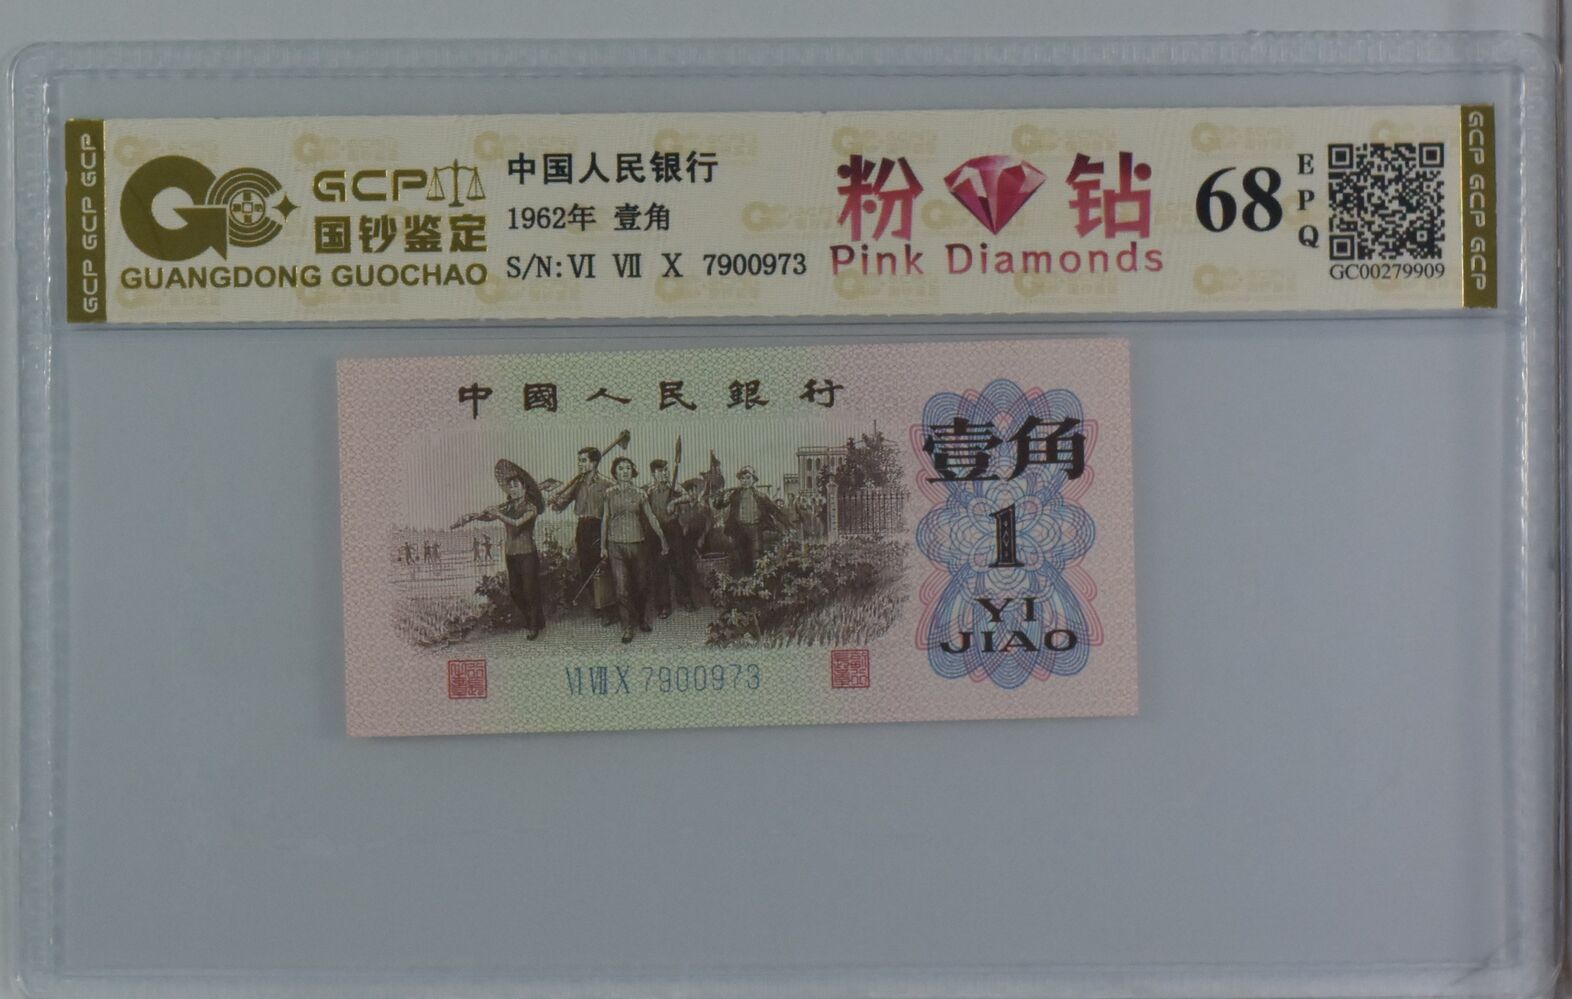 GCP GCP GCP
GCP
国钞鉴定
GUANGDONG GUOCHAO
中国人民银行
1962年 壹角
S/N: VI VII X 7900973
粉 钻
Pink Diamonds
68
EPQ
GC00279909
GCP GCP GCP
中國人民銀行
壹角
1
YI
JIAO
VI VII X 7900973